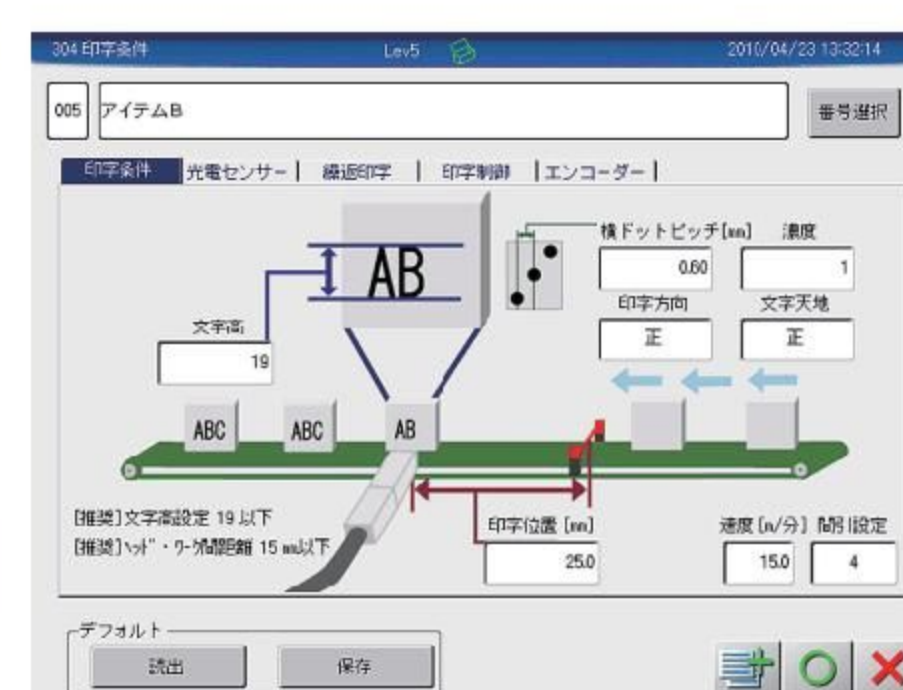 304 印字条件 Lev5 2010/04/23 13:32:14
005 アイテムB 番号選択
印字条件 光電センサー 繰返印字 印字制御 エンコーダー
横ドットピッチ[mm] 濃度
0.60 1
AB
印字方向 文字天地
正 正
文字高
19
ABC ABC AB
[推奨]文字高設定 19 以下
[推奨]ヘッド・ワーク間距離 15 mm以下
印字位置 [mm] 速度 [m/分] 間引設定
25.0 15.0 4
デフォルト
読出 保存